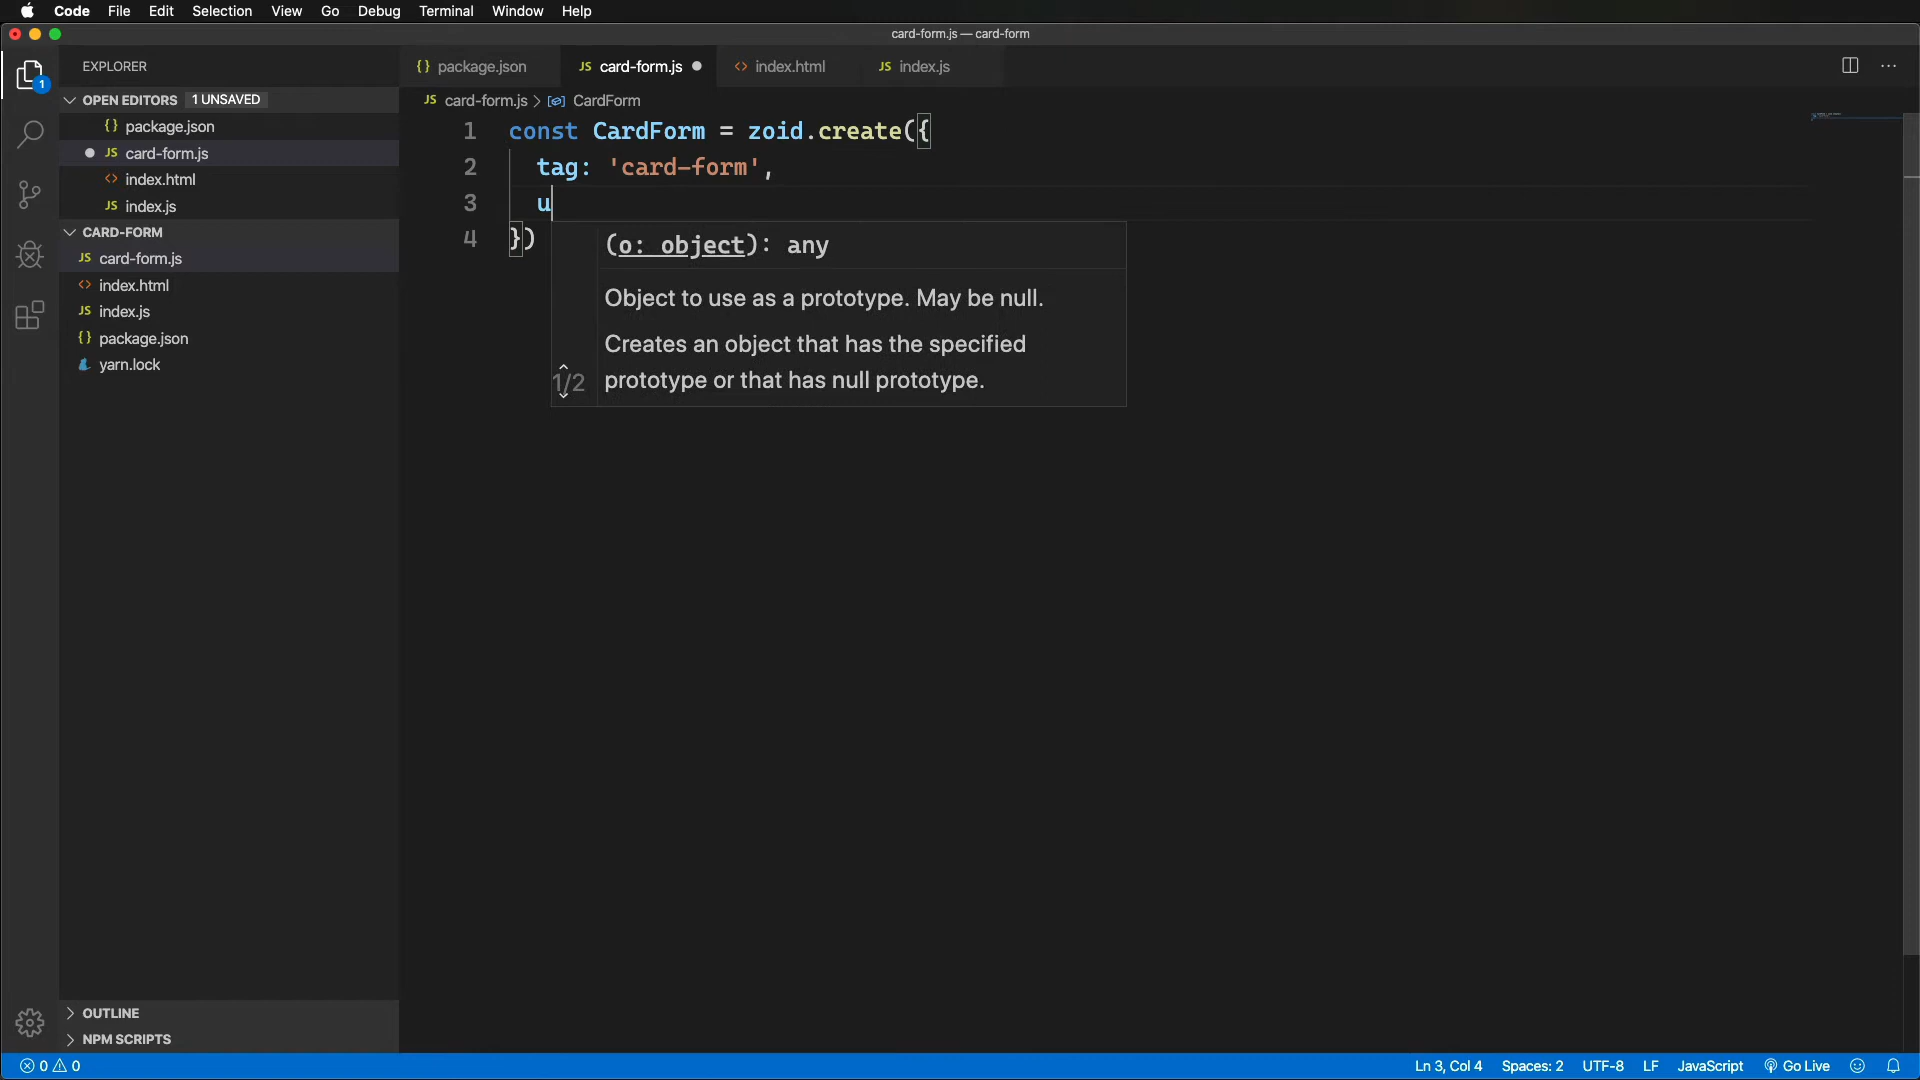 Code File Edit Selection View Go Debug Terminal Window Help
card-form.js — card-form
EXPLORER
OPEN EDITORS 1 UNSAVED
{} package.json
JS card-form.js
<> index.html
JS index.js
CARD-FORM
JS card-form.js
<> index.html
JS index.js
{} package.json
yarn.lock
OUTLINE
NPM SCRIPTS
1
{} package.json JS card-form.js <> index.html JS index.js ...
JS card-form.js > CardForm
1 const CardForm = zoid.create({
2 tag: 'card-form',
3 u
4 })
(o: object): any
Object to use as a prototype. May be null.
Creates an object that has the specified
1/2 prototype or that has null prototype.
0 0 Ln 3, Col 4 Spaces: 2 UTF-8 LF JavaScript Go Live